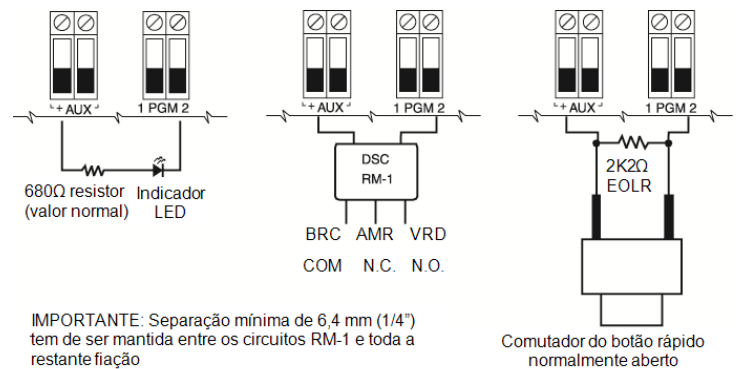 + AUX
1 PGM 2
680Ω resistor
(valor normal)
Indicador
LED
+ AUX
1 PGM 2
DSC
RM-1
BRC AMR VRD
COM N.C. N.O.
IMPORTANTE: Separação mínima de 6,4 mm (1/4”)
tem de ser mantida entre os circuitos RM-1 e toda a
restante fiação
+ AUX
1 PGM 2
2K2Ω
EOLR
Comutador do botão rápido
normalmente aberto